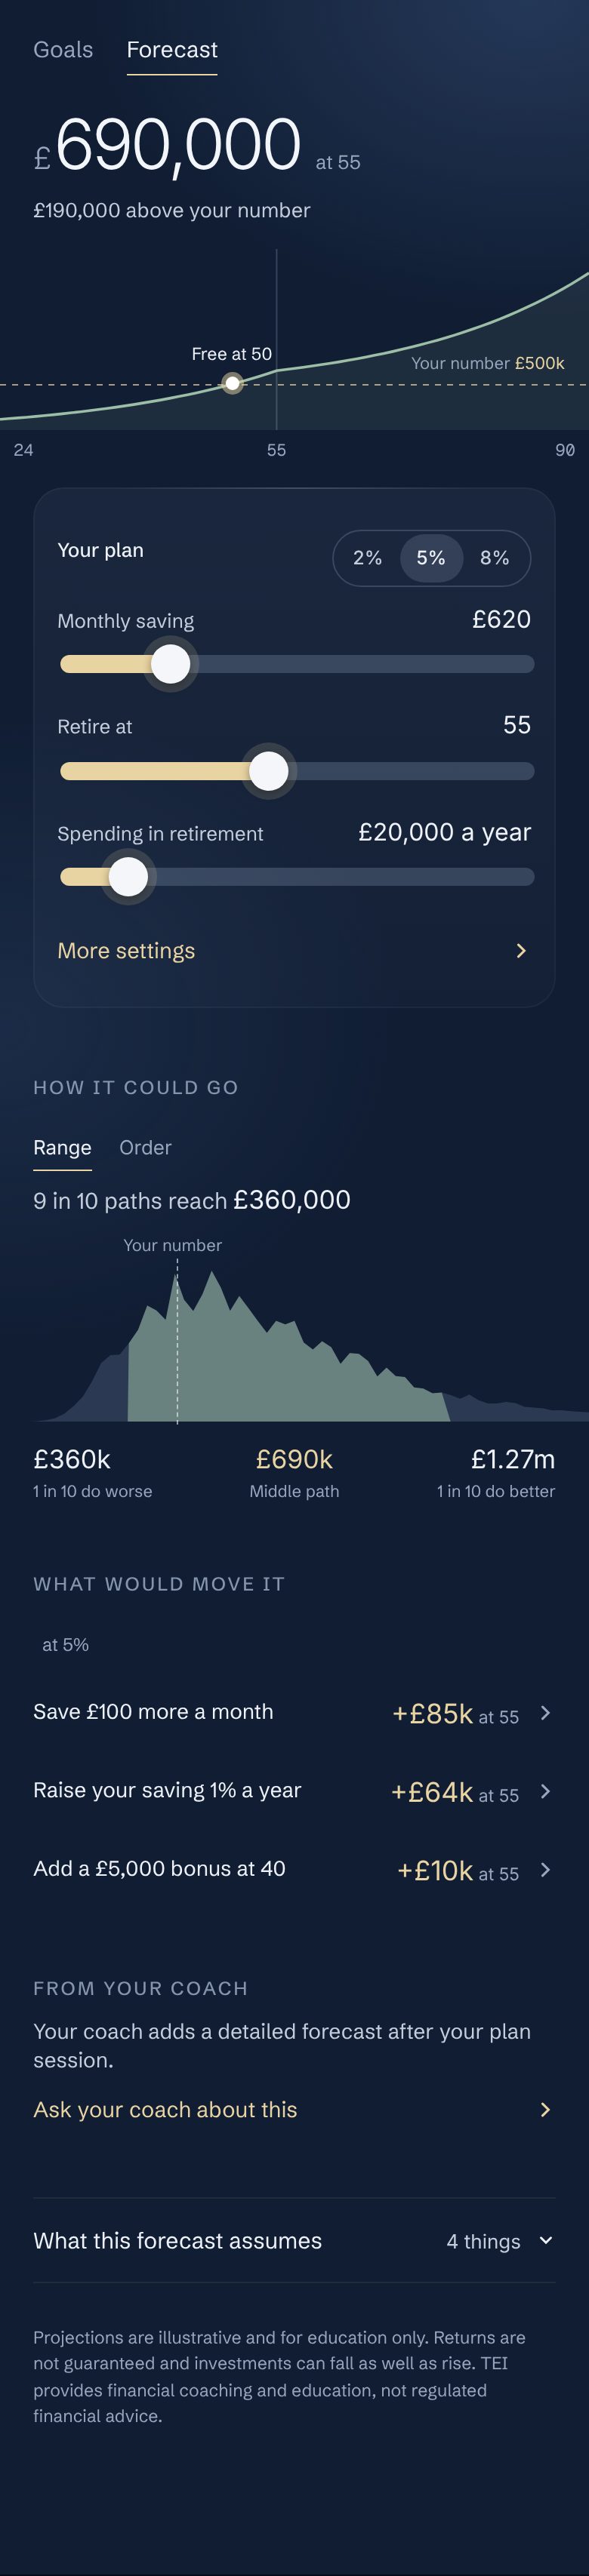 Goals Forecast
£690,000 at 55
£190,000 above your number
Free at 50
Your number £500k
24 55 90
Your plan 2% 5% 8%
Monthly saving £620
Retire at 55
Spending in retirement £20,000 a year
More settings
HOW IT COULD GO
Range Order
9 in 10 paths reach £360,000
Your number
£360k £690k £1.27m
1 in 10 do worse Middle path 1 in 10 do better
WHAT WOULD MOVE IT
at 5%
Save £100 more a month +£85k at 55
Raise your saving 1% a year +£64k at 55
Add a £5,000 bonus at 40 +£10k at 55
FROM YOUR COACH
Your coach adds a detailed forecast after your plan
session.
Ask your coach about this
What this forecast assumes 4 things
Projections are illustrative and for education only. Returns are
not guaranteed and investments can fall as well as rise. TEI
provides financial coaching and education, not regulated
financial advice.